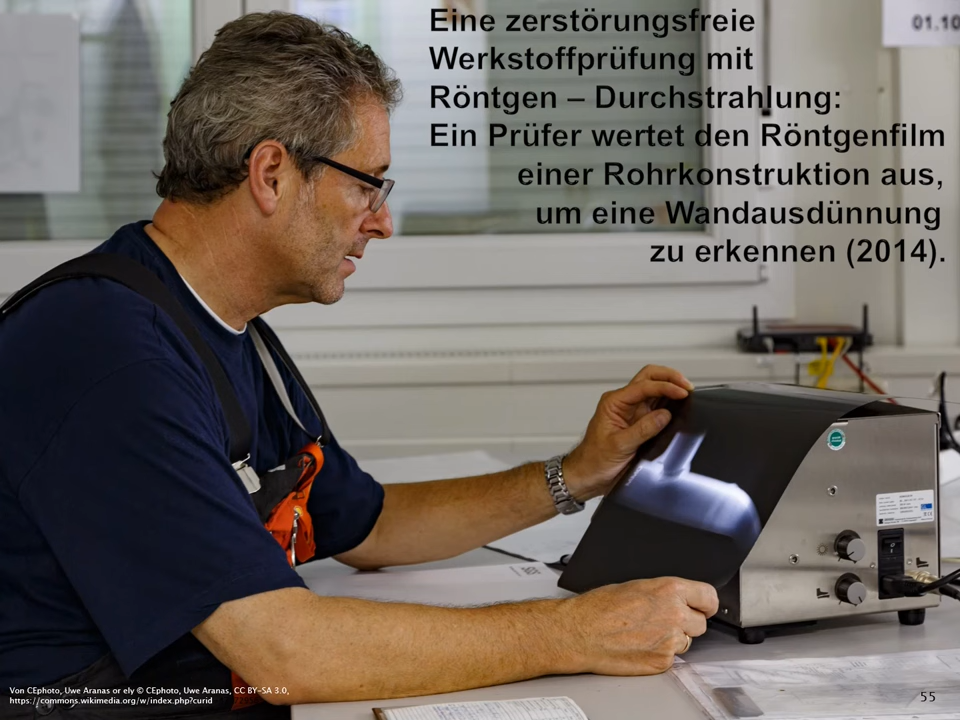 Eine zerstörungsfreie
Werkstoffprüfung mit
Röntgen – Durchstrahlung:
Ein Prüfer wertet den Röntgenfilm
einer Rohrkonstruktion aus,
um eine Wandausdünnung
zu erkennen (2014).
01.10
Von CEphoto, Uwe Aranas or ely © CEphoto, Uwe Aranas, CC BY-SA 3.0,
https://commons.wikimedia.org/w/index.php?curid
55